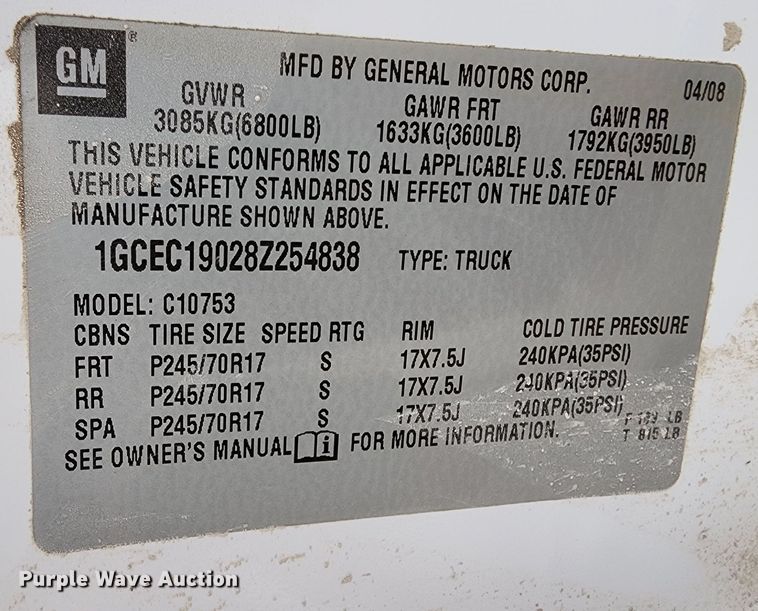 GM®
MFD BY GENERAL MOTORS CORP. 04/08
GVWR GAWR FRT GAWR RR
3085KG(6800LB) 1633KG(3600LB) 1792KG(3950LB)
THIS VEHICLE CONFORMS TO ALL APPLICABLE U.S. FEDERAL MOTOR
VEHICLE SAFETY STANDARDS IN EFFECT ON THE DATE OF
MANUFACTURE SHOWN ABOVE.
1GCEC19028Z254838 TYPE: TRUCK
MODEL: C10753
CBNS TIRE SIZE SPEED RTG RIM COLD TIRE PRESSURE
FRT P245/70R17 S 17X7.5J 240KPA(35PSI)
RR P245/70R17 S 17X7.5J 240KPA(35PSI)
SPA P245/70R17 S 17X7.5J 240KPA(35PSI)
F LB
T 815 LB
SEE OWNER'S MANUAL i FOR MORE INFORMATION.
Purple Wave Auction